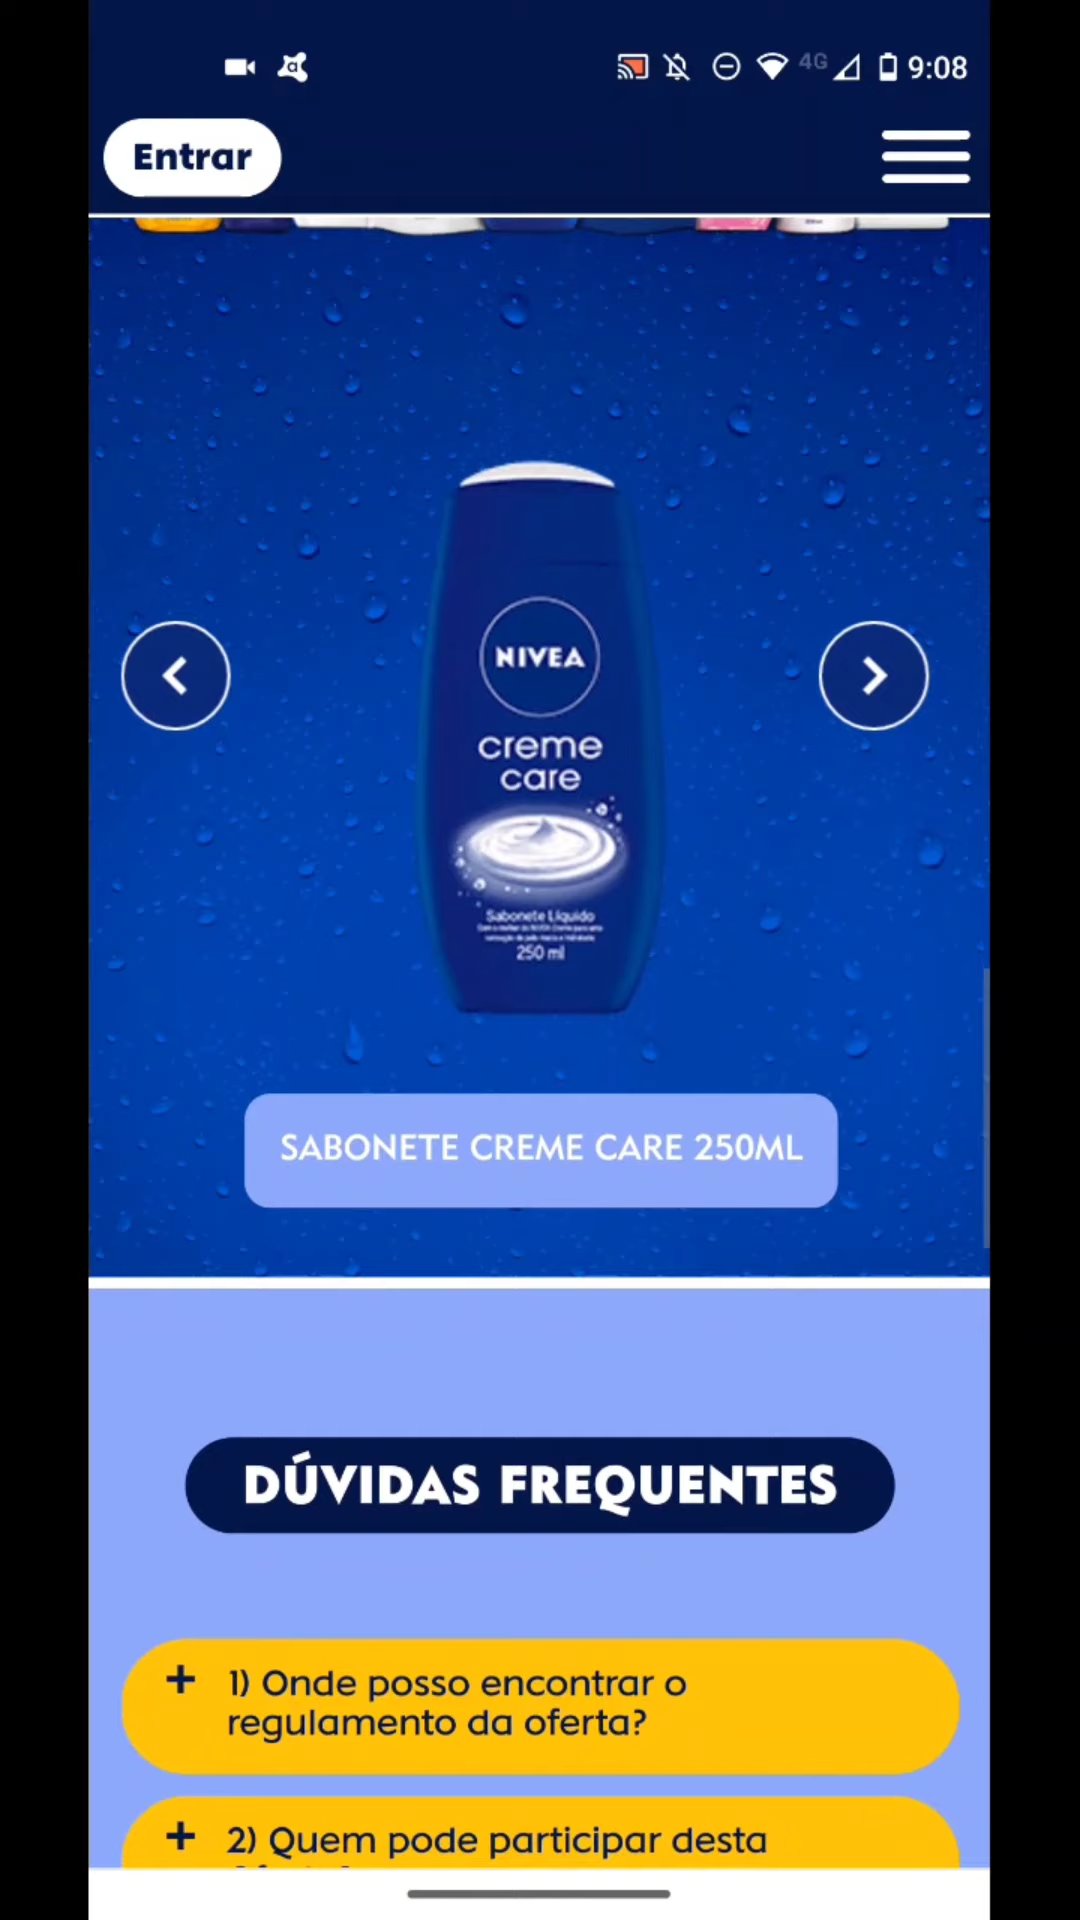 4G 9:08
Entrar
NIVEA
creme
care
Sabonete Líquido
250 ml
SABONETE CREME CARE 250ML
DÚVIDAS FREQUENTES
+ 1) Onde posso encontrar o
regulamento da oferta?
+ 2) Quem pode participar desta